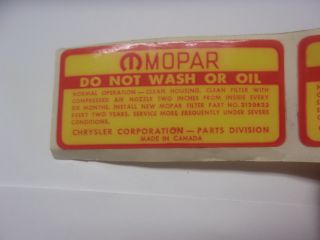 MOPAR
DO NOT WASH OR OIL
NORMAL OPERATION — CLEAN HOUSING. CLEAN FILTER WITH
COMPRESSED AIR NOZZLE TWO INCHES FROM INSIDE EVERY
SIX MONTHS. INSTALL NEW MOPAR FILTER PART NO. 2120833
EVERY TWO YEARS. SERVICE MORE FREQUENTLY UNDER SEVERE
CONDITIONS.
CHRYSLER CORPORATION — PARTS DIVISION
MADE IN CANADA